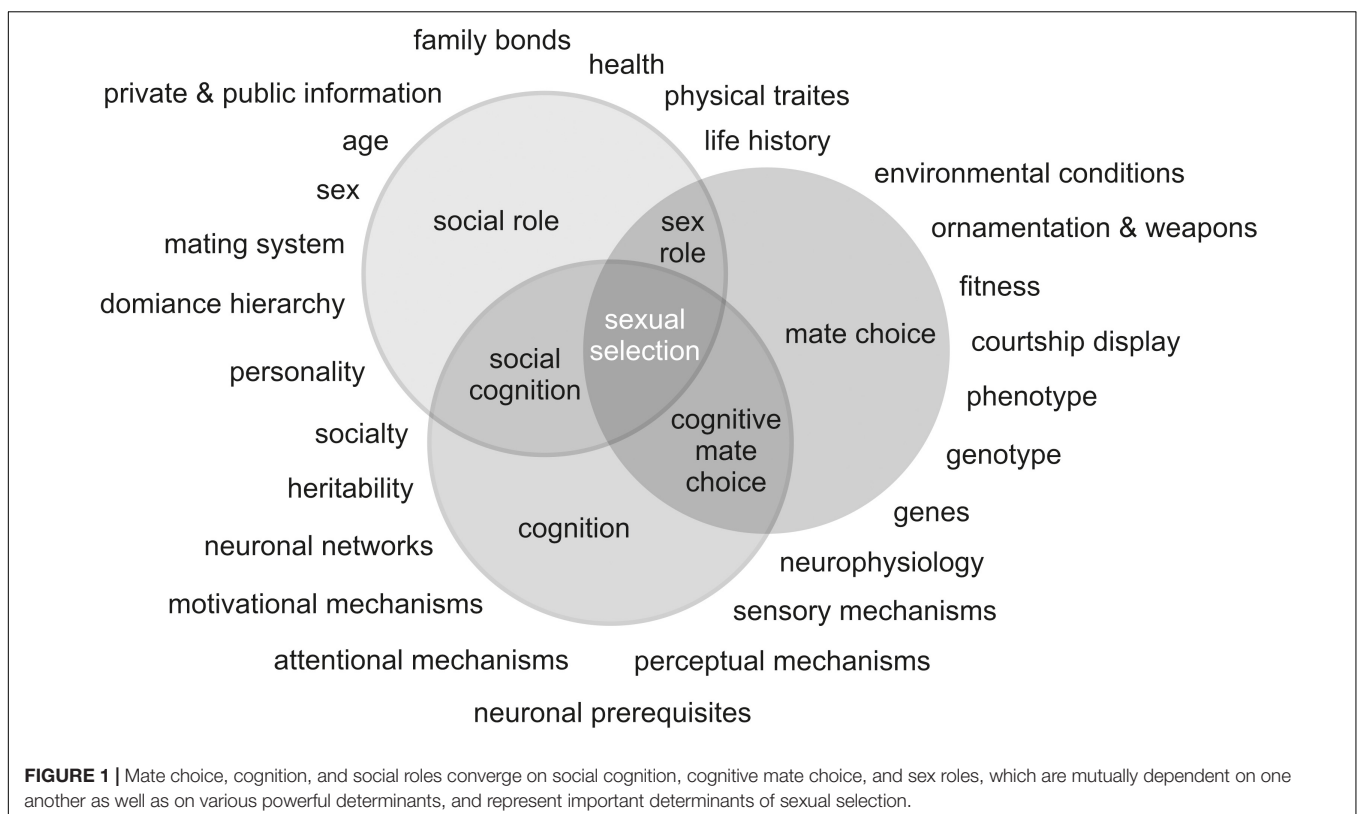 family bonds
health
private & public information
physical traites
age
life history
sex
environmental conditions
social role
sex
role
ornamentation & weapons
mating system
fitness
domiance hierarchy
sexual
selection
mate choice
courtship display
social
cognition
personality
phenotype
cognitive
mate
choice
socialty
genotype
heritability
genes
cognition
neuronal networks
neurophysiology
motivational mechanisms
sensory mechanisms
attentional mechanisms
perceptual mechanisms
neuronal prerequisites
FIGURE 1 | Mate choice, cognition, and social roles converge on social cognition, cognitive mate choice, and sex roles, which are mutually dependent on one
another as well as on various powerful determinants, and represent important determinants of sexual selection.